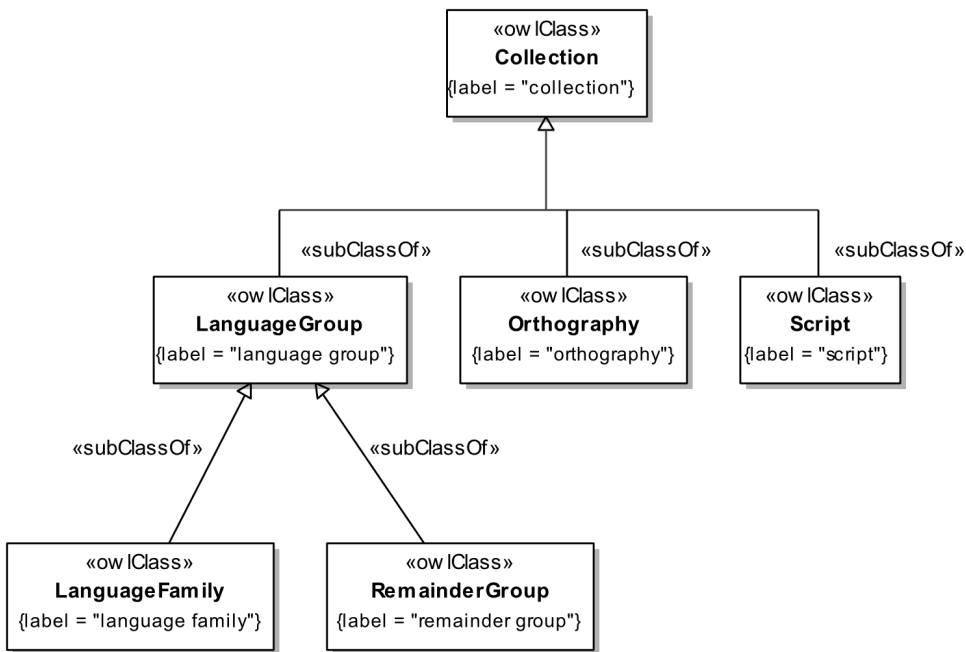 «owlClass»
Collection
{label = "collection"}
«subClassOf» «subClassOf» «subClassOf»
«owlClass» «owlClass» «owlClass»
LanguageGroup Orthography Script
{label = "language group"} {label = "orthography"} {label = "script"}
«subClassOf» «subClassOf»
«owlClass» «owlClass»
LanguageFamily RemainderGroup
{label = "language family"} {label = "remainder group"}